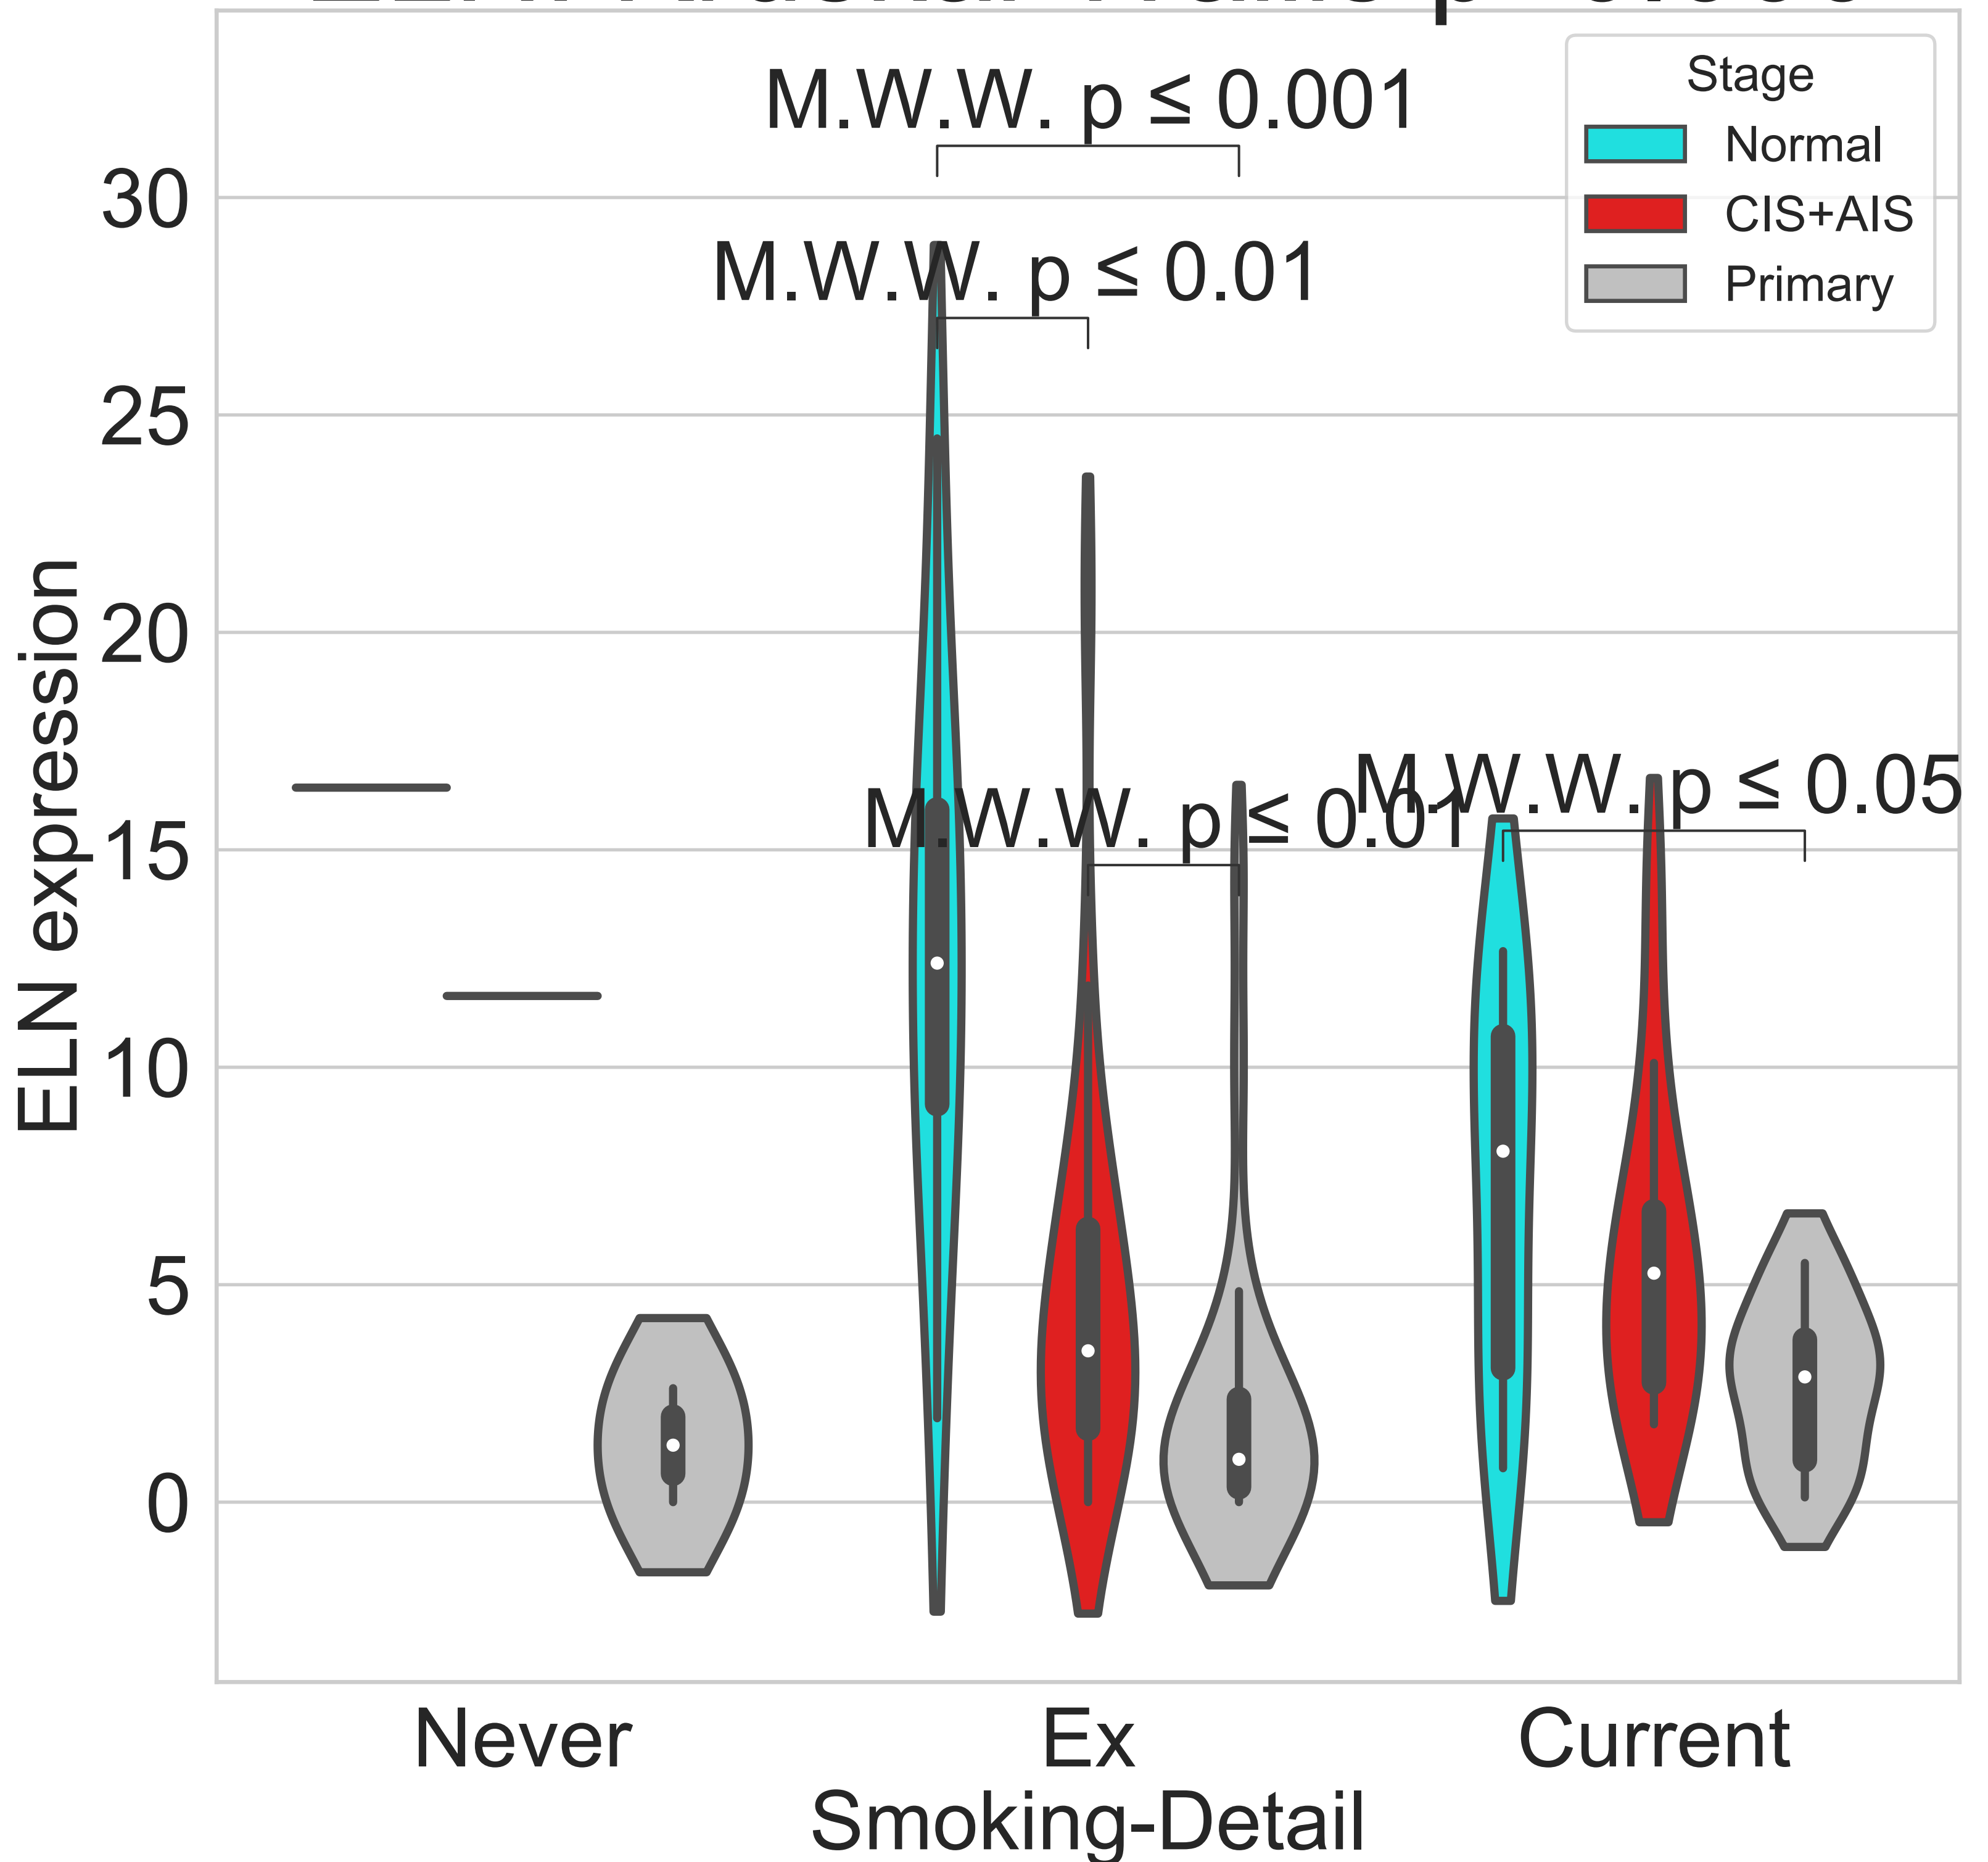 M.W.W. p ≤ 0.001
Stage
Normal
CIS+AIS
Primary
M.W.W. p ≤ 0.01
M.W.W. p ≤ 0.01
M.W.W. p ≤ 0.05
30
25
20
15
10
5
0
ELN expression
Never
Ex
Current
Smoking-Detail